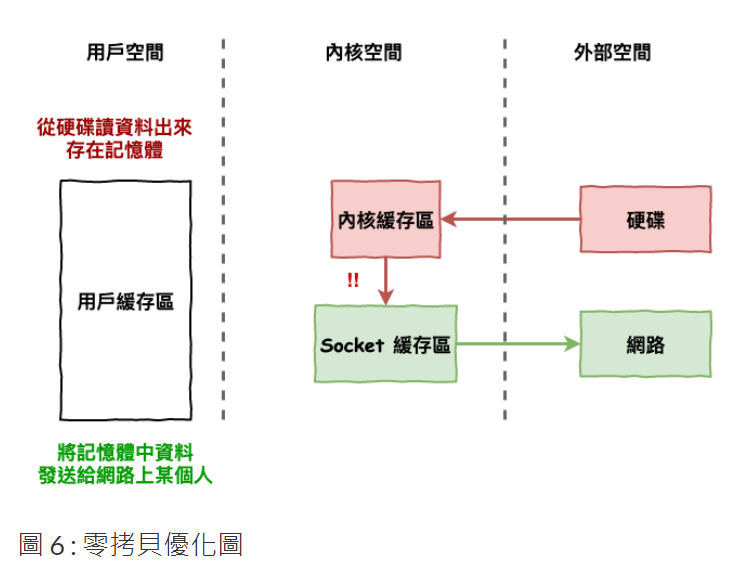 用戶空間
內核空間
外部空間
從硬碟讀資料出來
存在記憶體
內核緩存區
硬碟
!!
用戶緩存區
Socket 緩存區
網路
將記憶體中資料
發送給網路上某個人
圖 6 : 零拷貝優化圖